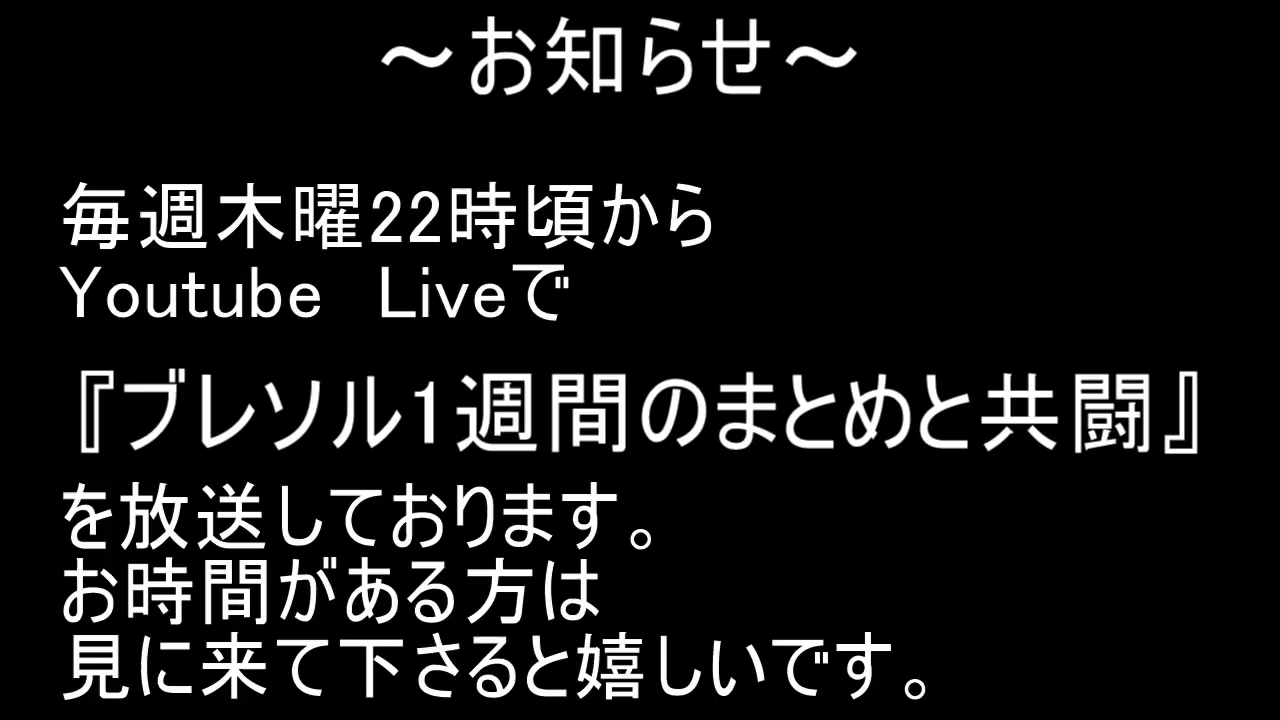 ～お知らせ～
毎週木曜22時頃から
Youtube　Liveで
『ブレソル1週間のまとめと共闘』
を放送しております。
お時間がある方は
見に来て下さると嬉しいです。